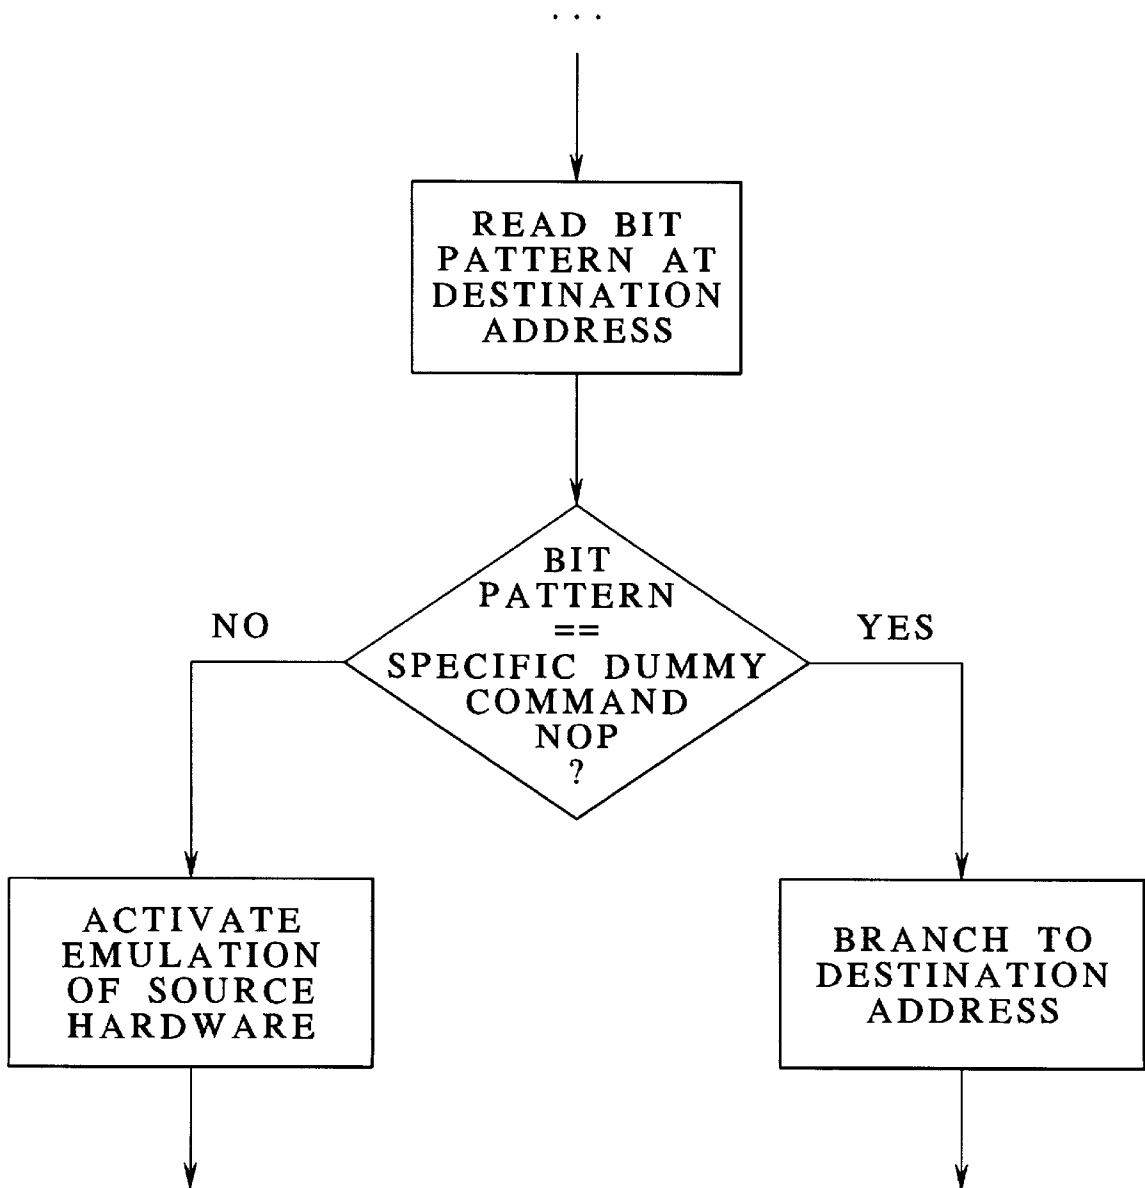 . . .
READ BIT
PATTERN AT
DESTINATION
ADDRESS
BIT
PATTERN
==
SPECIFIC DUMMY
COMMAND
NOP
?
NO
YES
ACTIVATE
EMULATION
OF SOURCE
HARDWARE
BRANCH TO
DESTINATION
ADDRESS